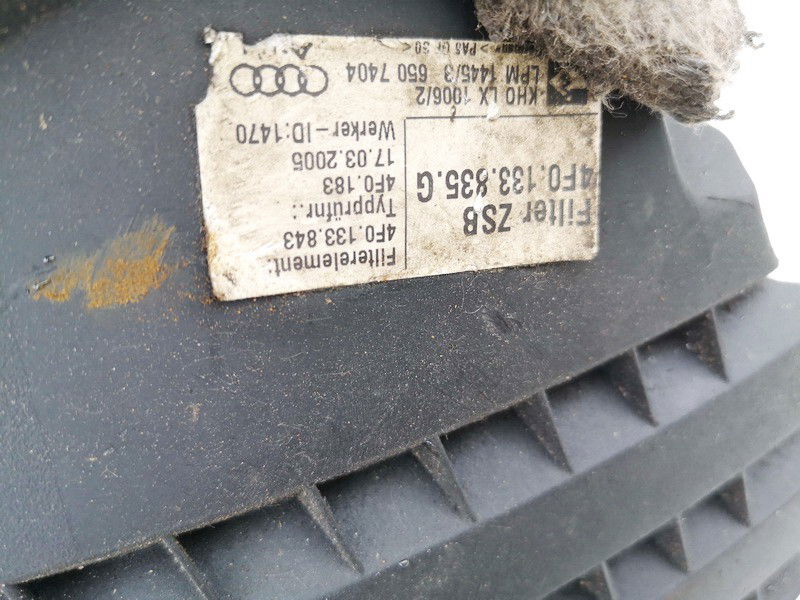 Filter ZSB
4F0.133.835.G
Filterelement:
4F0.133.843
Typprüfnr.:
4F0.183
17.03.2005
Werker-ID:1470
KHO LX 1006/2
LPM 1445/3 650 7404